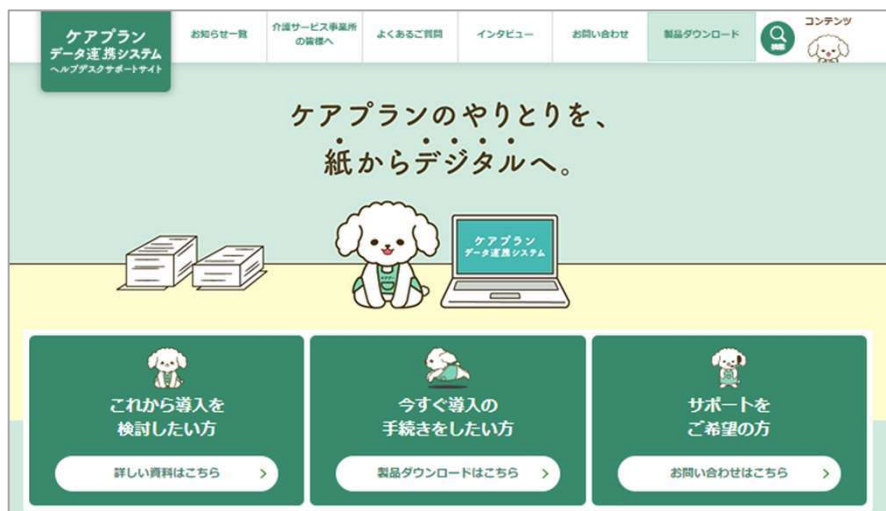 ケアプラン
データ連携システム
ヘルプデスクサポートサイト
お知らせ一覧
介護サービス事業所
の皆様へ
よくあるご質問
インタビュー
お問い合わせ
製品ダウンロード
検索
コンテンツ
ケアプランのやりとりを、
紙からデジタルへ。
ケアプラン
データ連携システム
これから導入を
検討したい方
詳しい資料はこちら
今すぐ導入の
手続きをしたい方
製品ダウンロードはこちら
サポートを
ご希望の方
お問い合わせはこちら